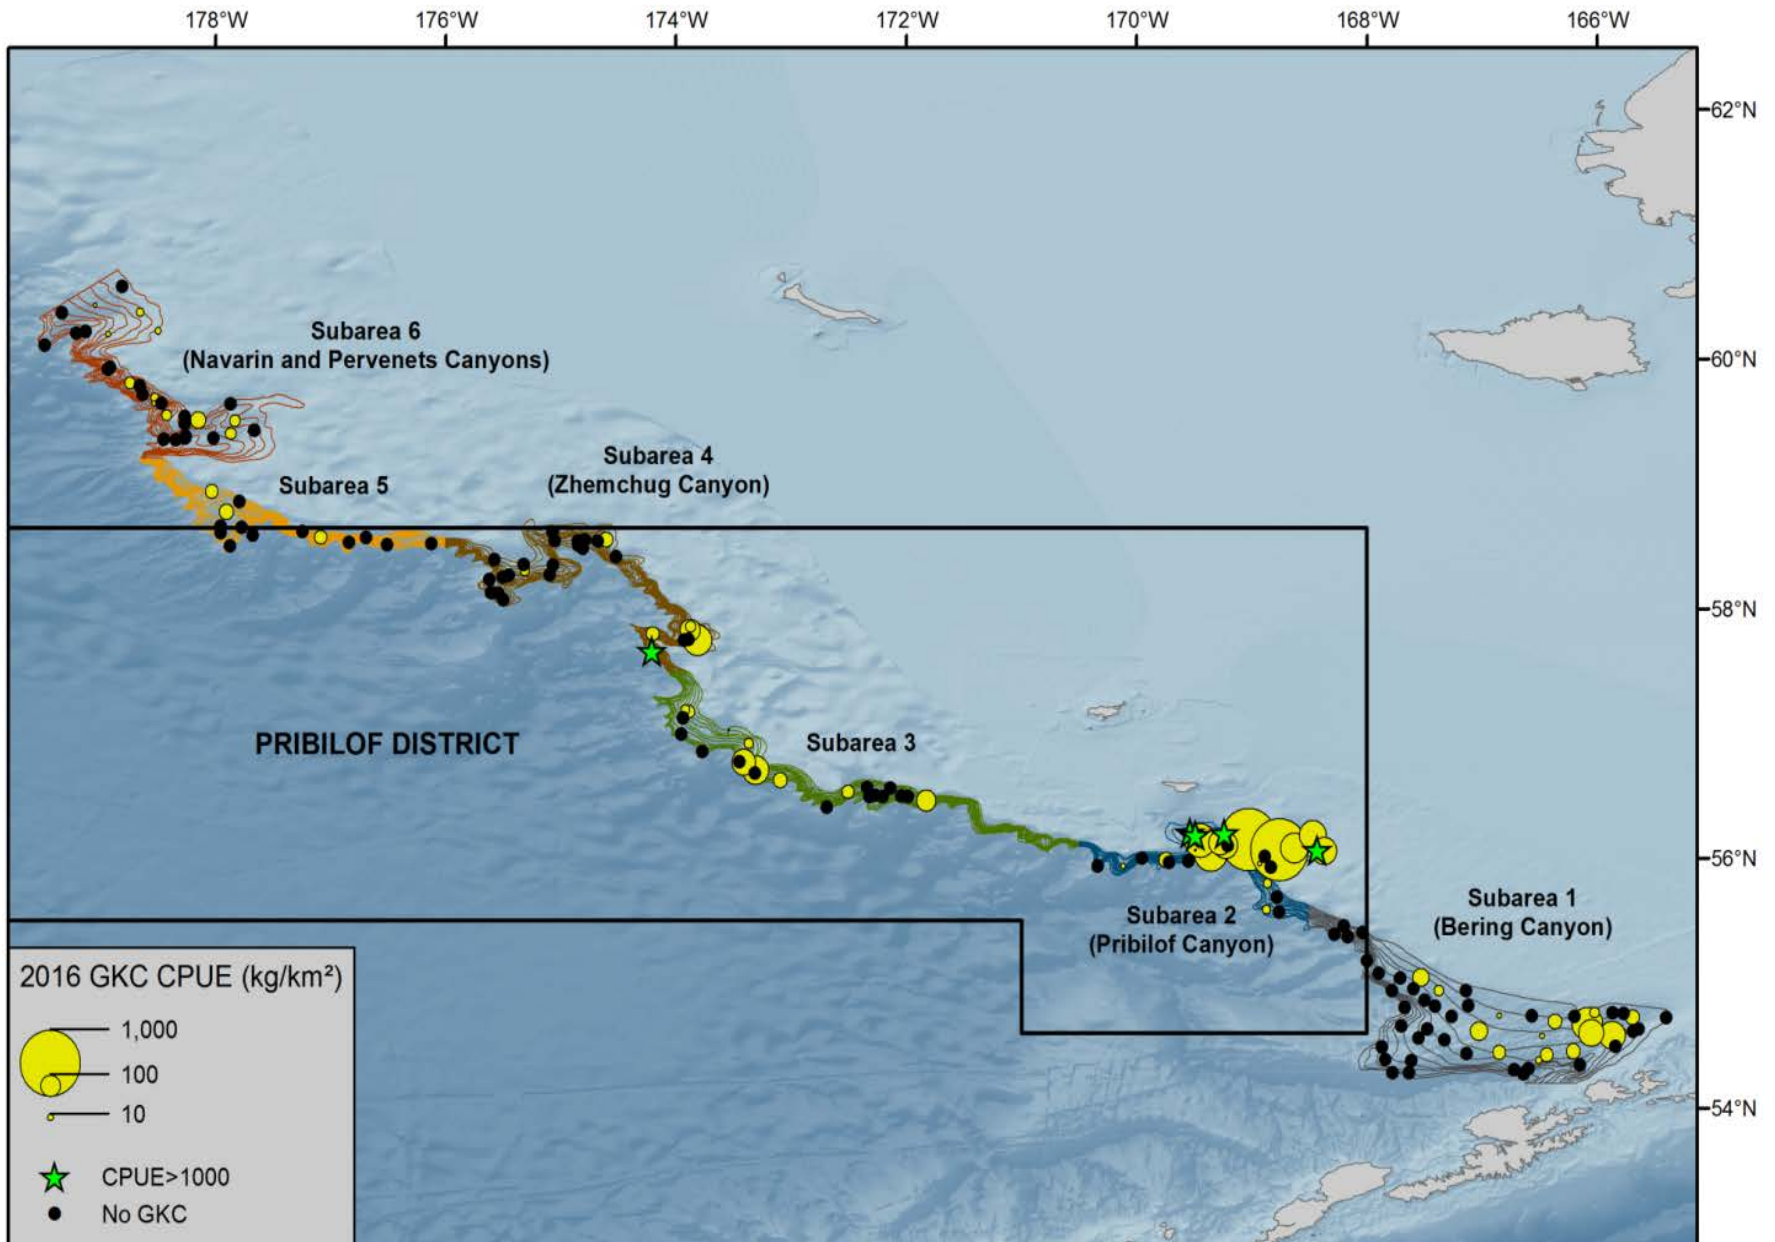 178°W
176°W
174°W
172°W
170°W
168°W
166°W
62°N
Subarea 6
(Navarin and Pervenets Canyons)
60°N
Subarea 4
(Zhemchug Canyon)
Subarea 5
58°N
PRIBILOF DISTRICT
Subarea 3
56°N
Subarea 2
(Pribilof Canyon)
Subarea 1
(Bering Canyon)
54°N
2016 GKC CPUE (kg/km²)
1,000
100
10
CPUE>1000
No GKC